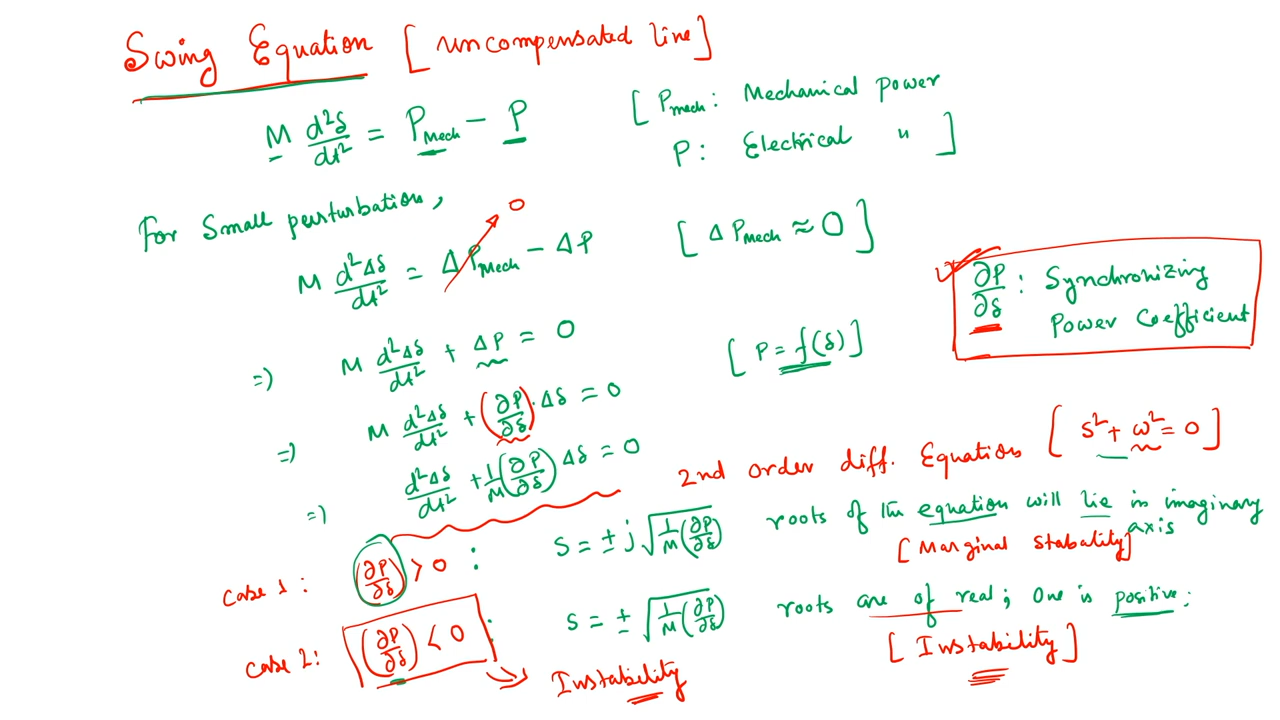 Swing Equation [uncompensated line]
M d²δ/dt² = P_Mech − P
[P_mech : Mechanical power
P : Electrical " ]
For Small perturbation,
M d²Δδ/dt² = ΔP_Mech − ΔP
0
[ΔP_Mech ≈ 0]
∂P/∂δ : Synchronizing
Power Coefficient
=> M d²Δδ/dt² + ΔP = 0
[P = f(δ)]
=> M d²Δδ/dt² + (∂P/∂δ)·Δδ = 0
=> d²Δδ/dt² + 1/M (∂P/∂δ) Δδ = 0
2nd order diff. Equation [s² + ω² = 0]
Case 1 : (∂P/∂δ) > 0 : S = ± j √(1/M (∂P/∂δ)) roots of the equation will lie in imaginary
axis
[Marginal Stabality]
Case 2 : (∂P/∂δ) < 0 : S = ± √(1/M (∂P/∂δ)) roots are of real; One is positive;
[Instability]
Instability